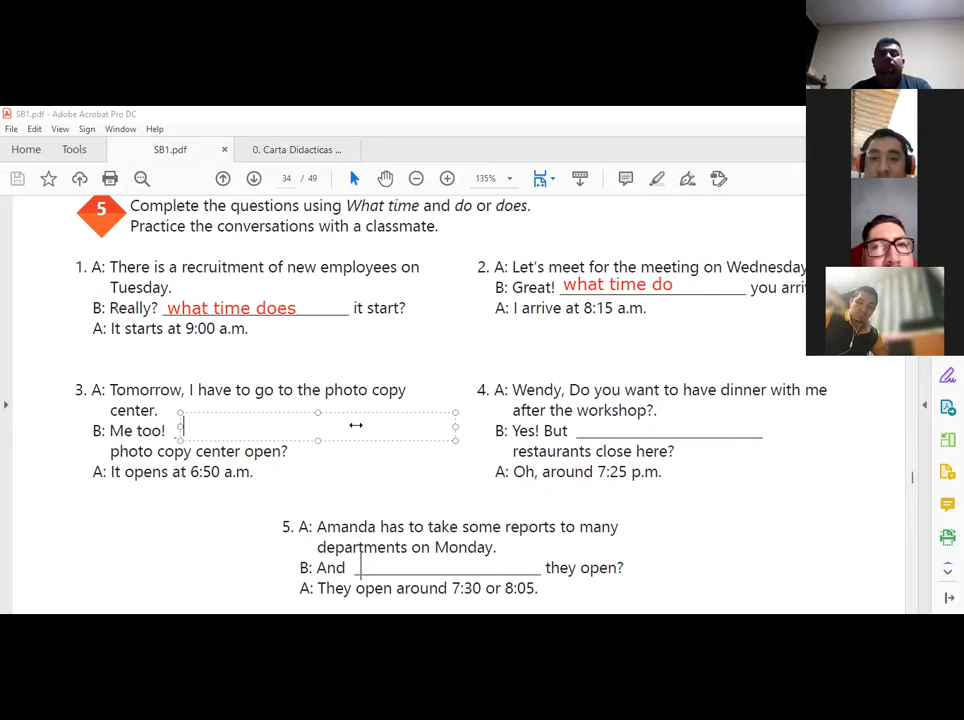 SB1.pdf - Adobe Acrobat Pro DC
File Edit View Sign Window Help
Home Tools SB1.pdf × 0. Carta Didacticas ...
34 / 49 135%
5 Complete the questions using What time and do or does.
Practice the conversations with a classmate.
1. A: There is a recruitment of new employees on
Tuesday.
B: Really? what time does it start?
A: It starts at 9:00 a.m.
2. A: Let's meet for the meeting on Wednesday
B: Great! what time do you arri
A: I arrive at 8:15 a.m.
3. A: Tomorrow, I have to go to the photo copy
center.
B: Me too!
photo copy center open?
A: It opens at 6:50 a.m.
4. A: Wendy, Do you want to have dinner with me
after the workshop?.
B: Yes! But
restaurants close here?
A: Oh, around 7:25 p.m.
5. A: Amanda has to take some reports to many
departments on Monday.
B: And they open?
A: They open around 7:30 or 8:05.